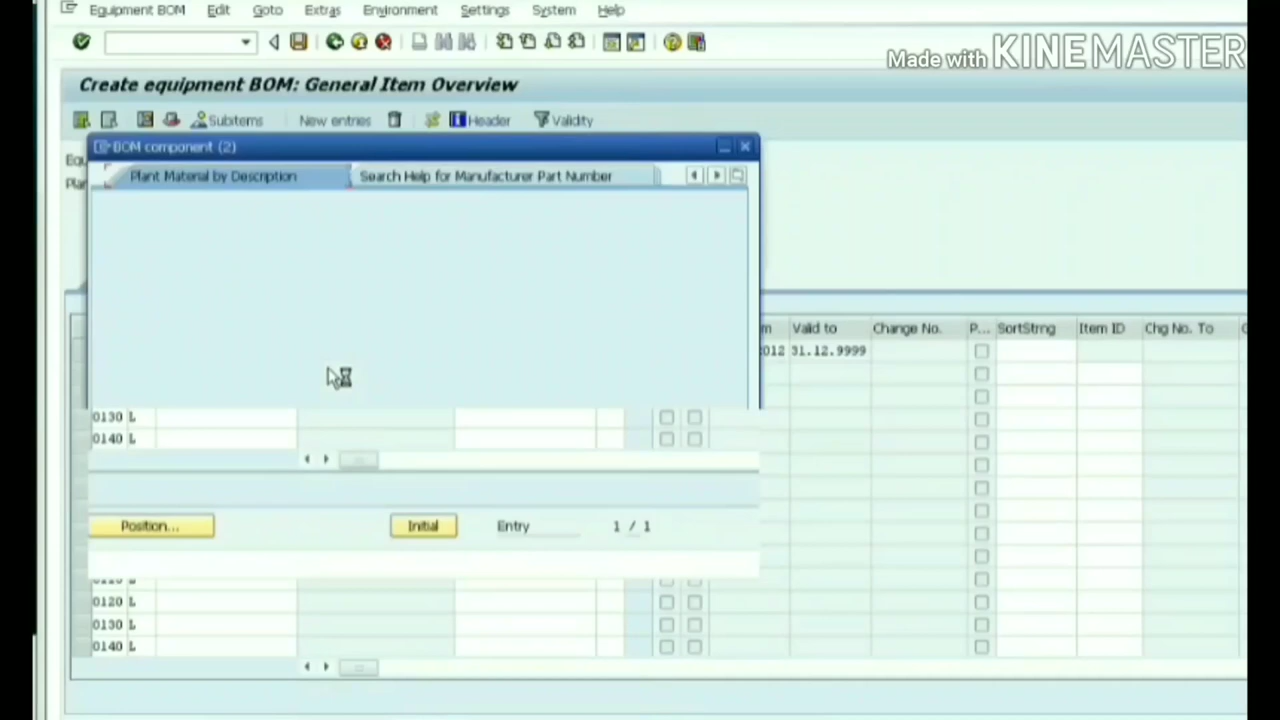 Equipment BOM Edit Goto Extras Environment Settings System Help
Made with KINEMASTER
Create equipment BOM: General Item Overview
Subitems New entries Header Validity
BOM component (2)
Plant Material by Description Search Help for Manufacturer Part Number
Valid to Change No. P... SortStrng Item ID Chg No. To
012 31.12.9999
0130 L
0140 L
Position... Initial Entry 1 / 1
0120 L
0130 L
0140 L